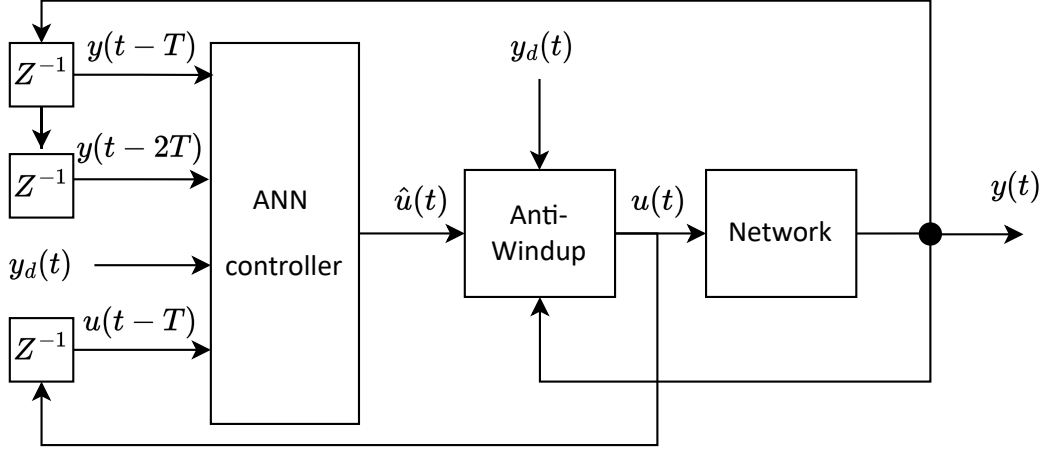 Z⁻¹
y(t − T)
Z⁻¹
y(t − 2T)
y_d(t)
Z⁻¹
u(t − T)
ANN
controller
û(t)
y_d(t)
Anti-
Windup
u(t)
Network
y(t)